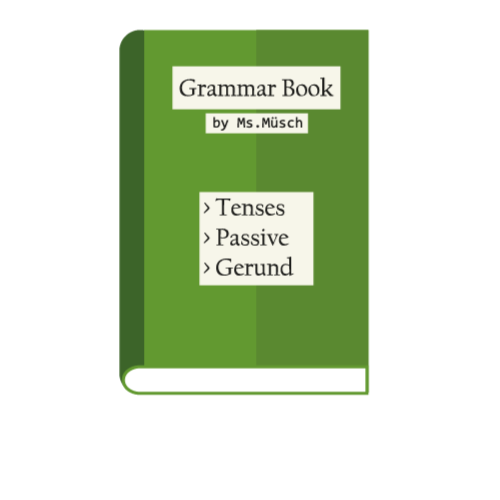 Grammar Book
by Ms.Müsch
> Tenses
> Passive
> Gerund